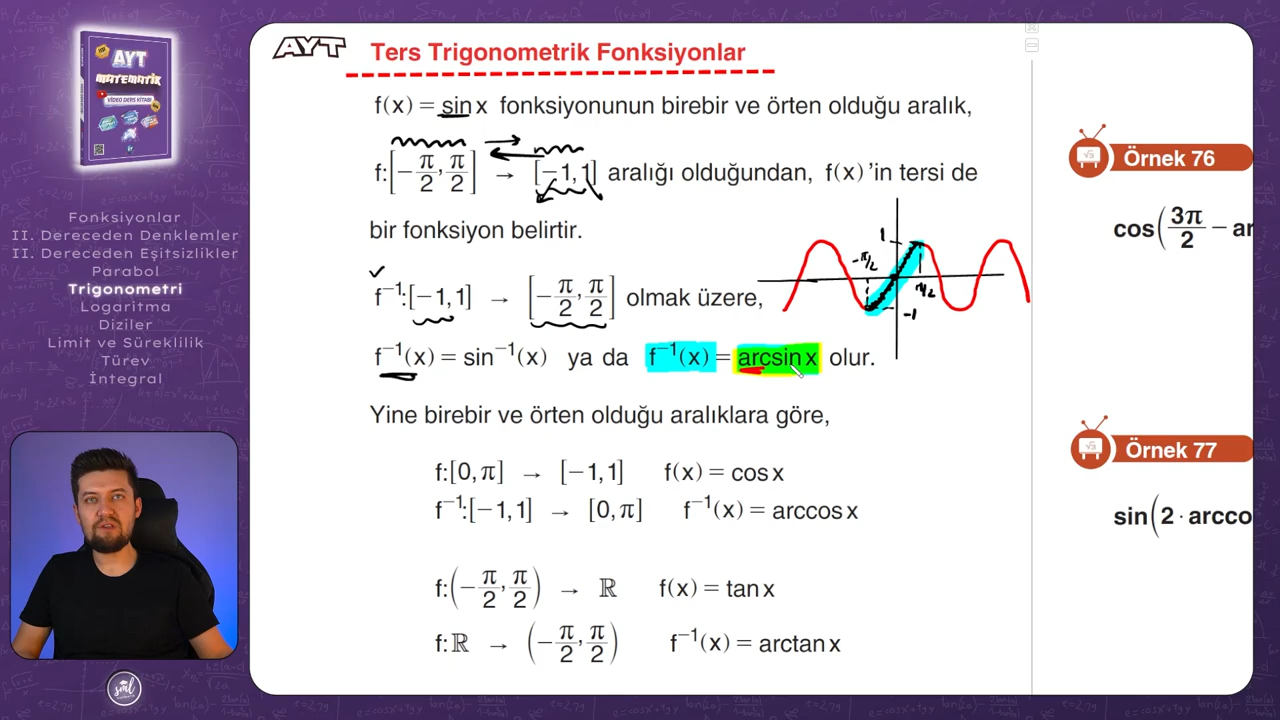 AYT
Ters Trigonometrik Fonksiyonlar
f(x) = sin x fonksiyonunun birebir ve örten olduğu aralık,
f:[−π/2, π/2] → [−1, 1] aralığı olduğundan, f(x) 'in tersi de
bir fonksiyon belirtir.
f⁻¹:[−1, 1] → [−π/2, π/2] olmak üzere,
f⁻¹(x) = sin⁻¹(x) ya da f⁻¹(x) = arcsin x olur.
1
-π/2
π/2
-1
Yine birebir ve örten olduğu aralıklara göre,
f:[0, π] → [−1, 1] f(x) = cos x
f⁻¹:[−1, 1] → [0, π] f⁻¹(x) = arccos x
f:(−π/2, π/2) → ℝ f(x) = tan x
f:ℝ → (−π/2, π/2) f⁻¹(x) = arctan x
Örnek 76
cos(3π/2 − ar
Örnek 77
sin(2 · arcco
AYT
MATEMATİK
VİDEO DERS KİTABI
Fonksiyonlar
II. Dereceden Denklemler
II. Dereceden Eşitsizlikler
Parabol
Trigonometri
Logaritma
Diziler
Limit ve Süreklilik
Türev
İntegral
sml